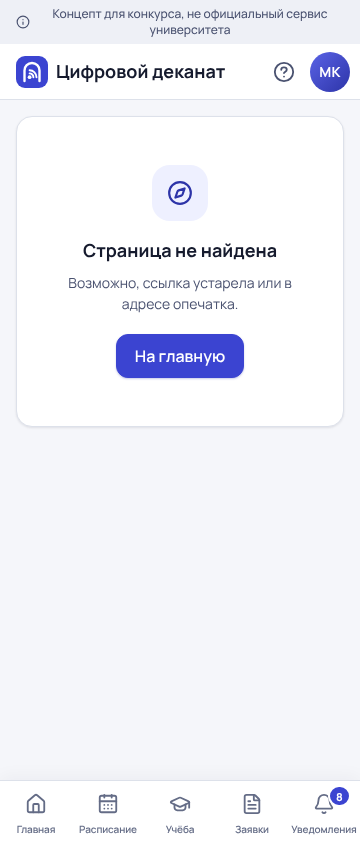 Концепт для конкурса, не официальный сервис
университета
Цифровой деканат
МК
Страница не найдена
Возможно, ссылка устарела или в
адресе опечатка.
На главную
8
Главная
Расписание
Учёба
Заявки
Уведомления